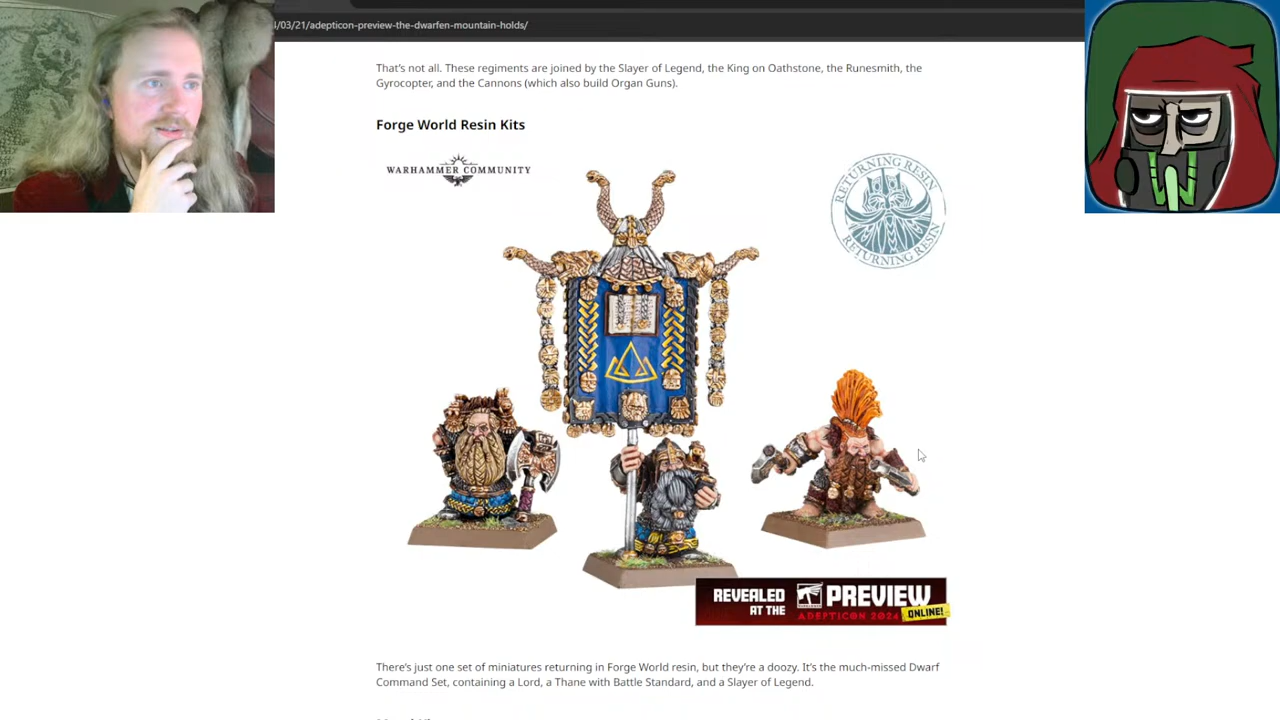 4/03/21/adepticon-preview-the-dwarfen-mountain-holds/
That's not all. These regiments are joined by the Slayer of Legend, the King on Oathstone, the Runesmith, the
Gyrocopter, and the Cannons (which also build Organ Guns).
Forge World Resin Kits
WARHAMMER COMMUNITY
RETURNING RESIN
RETURNING RESIN
REVEALED
AT THE
PREVIEW
ADEPTICON 2024
ONLINE!
There's just one set of miniatures returning in Forge World resin, but they're a doozy. It's the much-missed Dwarf
Command Set, containing a Lord, a Thane with Battle Standard, and a Slayer of Legend.